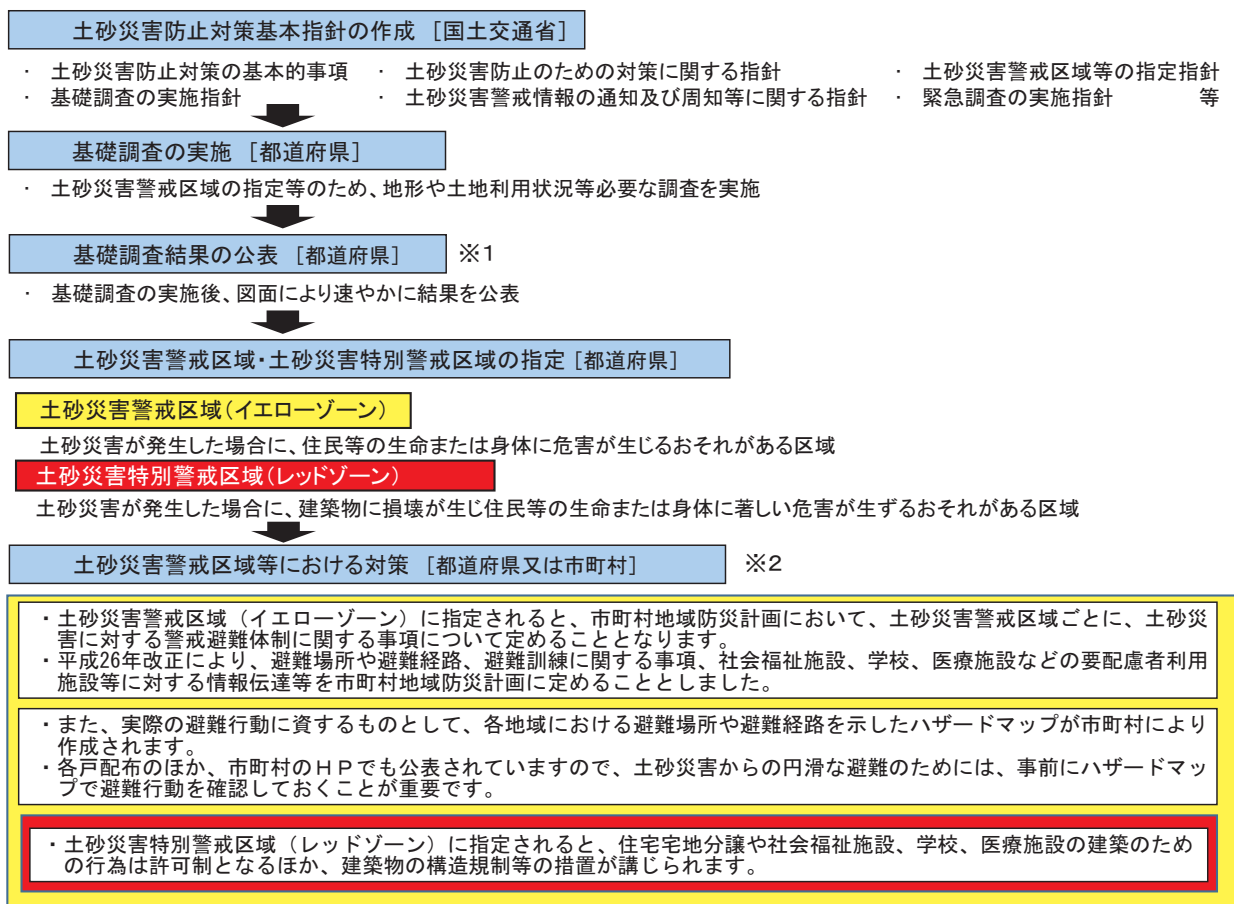 土砂災害防止対策基本指針の作成 [国土交通省]
・ 土砂災害防止対策の基本的事項 ・ 土砂災害防止のための対策に関する指針 ・ 土砂災害警戒区域等の指定指針
・ 基礎調査の実施指針 ・ 土砂災害警戒情報の通知及び周知等に関する指針 ・ 緊急調査の実施指針 等
基礎調査の実施 [都道府県]
・ 土砂災害警戒区域の指定等のため、地形や土地利用状況等必要な調査を実施
基礎調査結果の公表 [都道府県] ※1
・ 基礎調査の実施後、図面により速やかに結果を公表
土砂災害警戒区域・土砂災害特別警戒区域の指定 [都道府県]
土砂災害警戒区域(イエローゾーン)
土砂災害が発生した場合に、住民等の生命または身体に危害が生じるおそれがある区域
土砂災害特別警戒区域(レッドゾーン)
土砂災害が発生した場合に、建築物に損壊が生じ住民等の生命または身体に著しい危害が生ずるおそれがある区域
土砂災害警戒区域等における対策 [都道府県又は市町村] ※2
・土砂災害警戒区域(イエローゾーン)に指定されると、市町村地域防災計画において、土砂災害警戒区域ごとに、土砂災
害に対する警戒避難体制に関する事項について定めることとなります。
・平成26年改正により、避難場所や避難経路、避難訓練に関する事項、社会福祉施設、学校、医療施設などの要配慮者利用
施設等に対する情報伝達等を市町村地域防災計画に定めることとしました。
・また、実際の避難行動に資するものとして、各地域における避難場所や避難経路を示したハザードマップが市町村により
作成されます。
・各戸配布のほか、市町村のHPでも公表されていますので、土砂災害からの円滑な避難のためには、事前にハザードマッ
プで避難行動を確認しておくことが重要です。
・土砂災害特別警戒区域(レッドゾーン)に指定されると、住宅宅地分譲や社会福祉施設、学校、医療施設の建築のため
の行為は許可制となるほか、建築物の構造規制等の措置が講じられます。